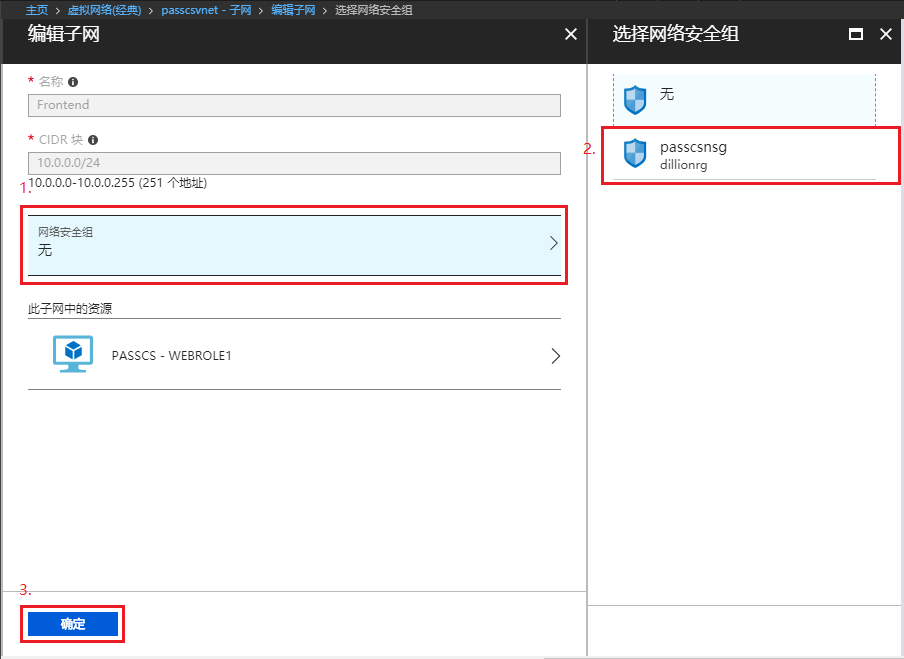 主页 > 虚拟网络(经典) > passcsvnet - 子网 > 编辑子网 > 选择网络安全组
编辑子网
* 名称
Frontend
* CIDR 块
10.0.0.0/24
10.0.0.0-10.0.0.255 (251 个地址)
1.
网络安全组
无
此子网中的资源
PASSCS - WEBROLE1
3.
确定
选择网络安全组
无
2.
passcsnsg
dillionrg